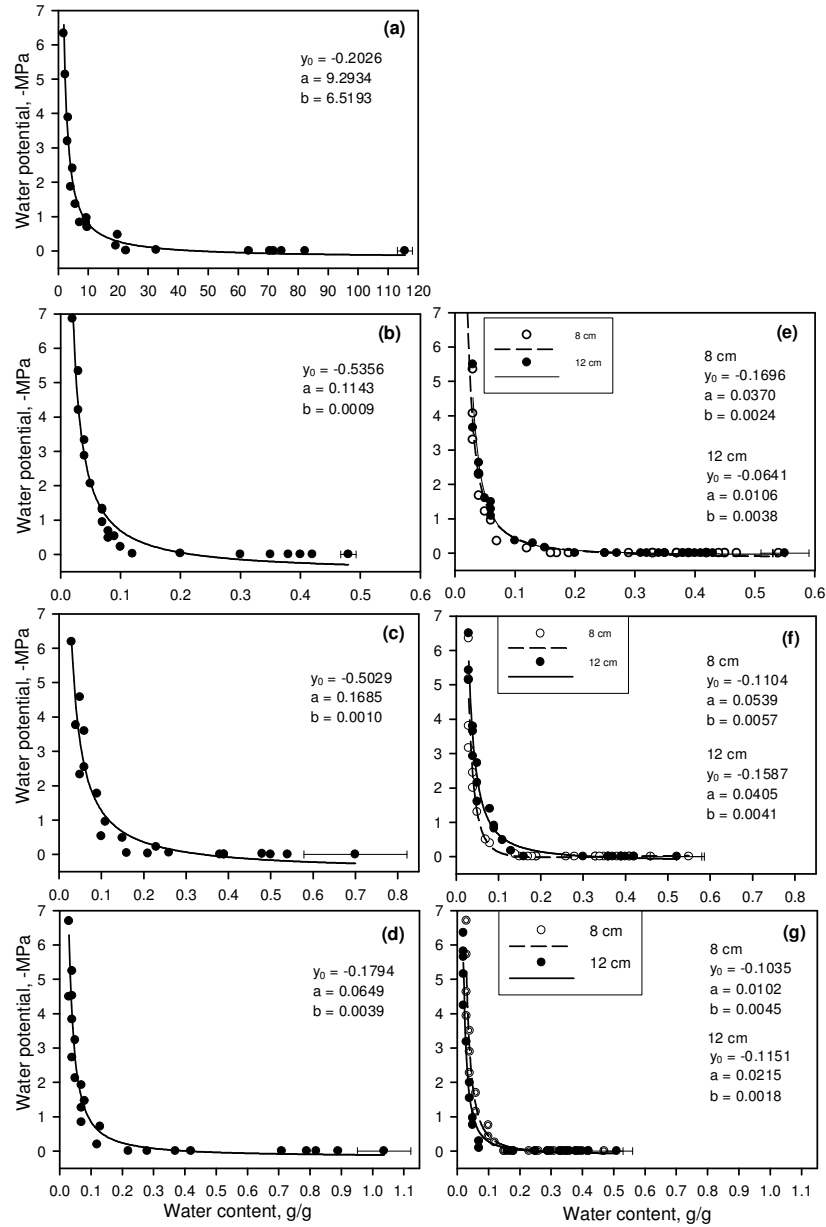 (a)
y0 = -0.2026
a = 9.2934
b = 6.5193
Water potential, -MPa
7
6
5
4
3
2
1
0
0 10 20 30 40 50 60 70 80 90 100 110 120
(b)
y0 = -0.5356
a = 0.1143
b = 0.0009
Water potential, -MPa
7
6
5
4
3
2
1
0
0.0 0.1 0.2 0.3 0.4 0.5 0.6
(e)
8 cm
12 cm
8 cm
y0 = -0.1696
a = 0.0370
b = 0.0024
12 cm
y0 = -0.0641
a = 0.0106
b = 0.0038
7
6
5
4
3
2
1
0
0.0 0.1 0.2 0.3 0.4 0.5 0.6
(c)
y0 = -0.5029
a = 0.1685
b = 0.0010
Water potential, -MPa
7
6
5
4
3
2
1
0
0.0 0.1 0.2 0.3 0.4 0.5 0.6 0.7 0.8
(f)
8 cm
12 cm
8 cm
y0 = -0.1104
a = 0.0539
b = 0.0057
12 cm
y0 = -0.1587
a = 0.0405
b = 0.0041
7
6
5
4
3
2
1
0
0.0 0.1 0.2 0.3 0.4 0.5 0.6 0.7 0.8
(d)
y0 = -0.1794
a = 0.0649
b = 0.0039
Water potential, -MPa
7
6
5
4
3
2
1
0
0.0 0.1 0.2 0.3 0.4 0.5 0.6 0.7 0.8 0.9 1.0 1.1
Water content, g/g
(g)
8 cm
12 cm
8 cm
y0 = -0.1035
a = 0.0102
b = 0.0045
12 cm
y0 = -0.1151
a = 0.0215
b = 0.0018
7
6
5
4
3
2
1
0
0.0 0.1 0.2 0.3 0.4 0.5 0.6 0.7 0.8 0.9 1.0 1.1
Water content, g/g